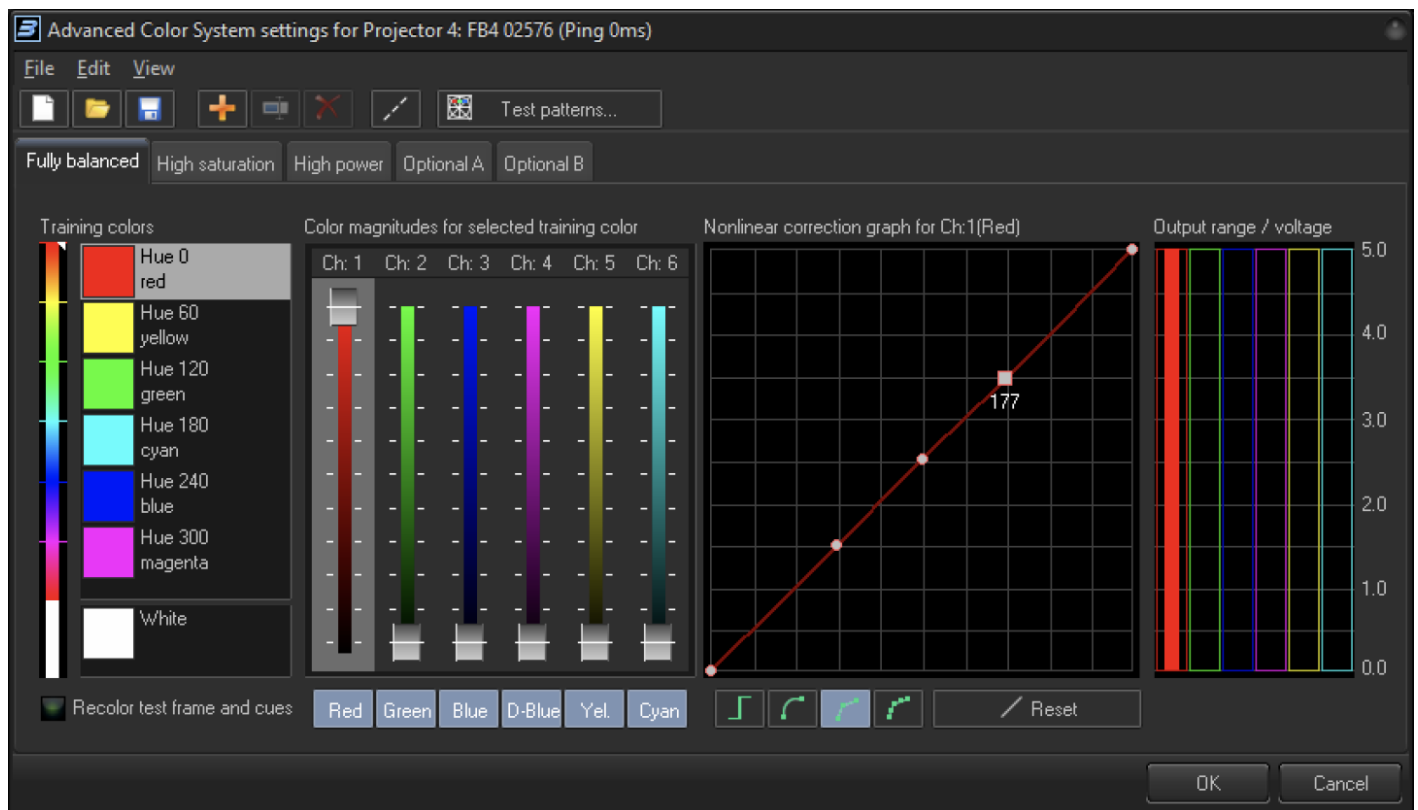 Advanced Color System settings for Projector 4: FB4 02576 (Ping 0ms)
File Edit View
Test patterns...
Fully balanced High saturation High power Optional A Optional B
Training colors
Hue 0
red
Hue 60
yellow
Hue 120
green
Hue 180
cyan
Hue 240
blue
Hue 300
magenta
White
Recolor test frame and cues
Color magnitudes for selected training color
Ch: 1 Ch: 2 Ch: 3 Ch: 4 Ch: 5 Ch: 6
Red Green Blue D-Blue Yel. Cyan
Nonlinear correction graph for Ch:1(Red)
177
Reset
Output range / voltage
5.0
4.0
3.0
2.0
1.0
0.0
OK Cancel